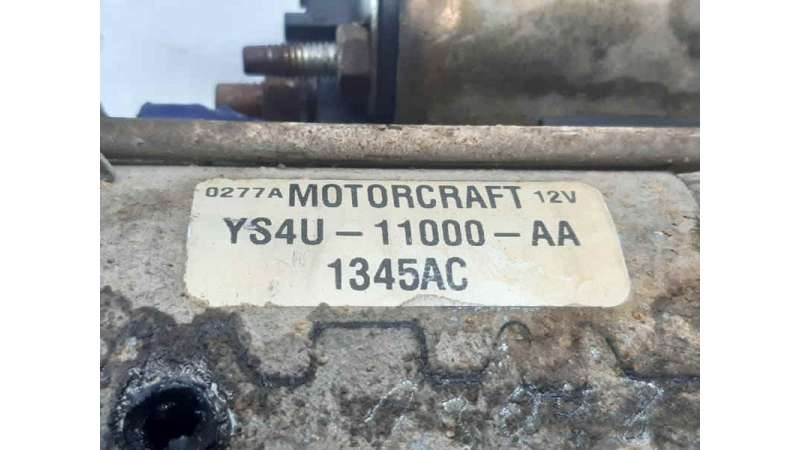 0277A MOTORCRAFT 12V
YS4U-11000-AA
1345AC